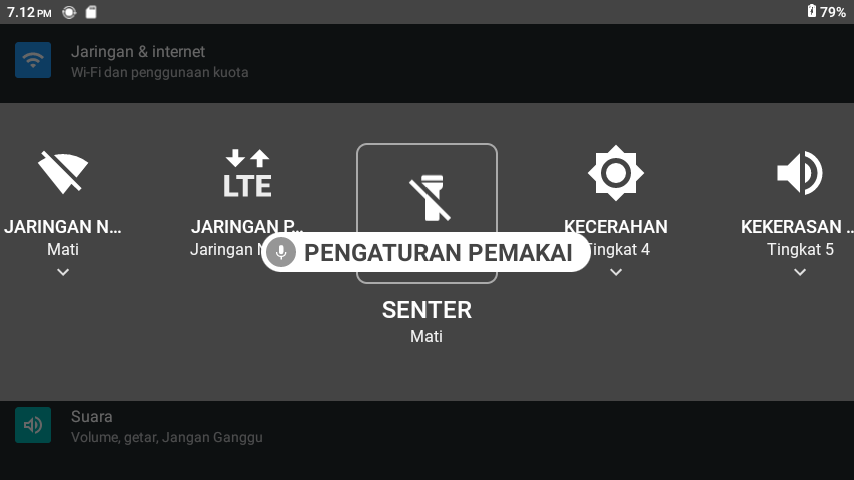 7.12 PM
79%
Jaringan & internet
Wi-Fi dan penggunaan kuota
JARINGAN N...
Mati
LTE
JARINGAN P...
Jaringan
KECERAHAN
Tingkat 4
KEKERASAN ...
Tingkat 5
PENGATURAN PEMAKAI
SENTER
Mati
Suara
Volume, getar, Jangan Ganggu